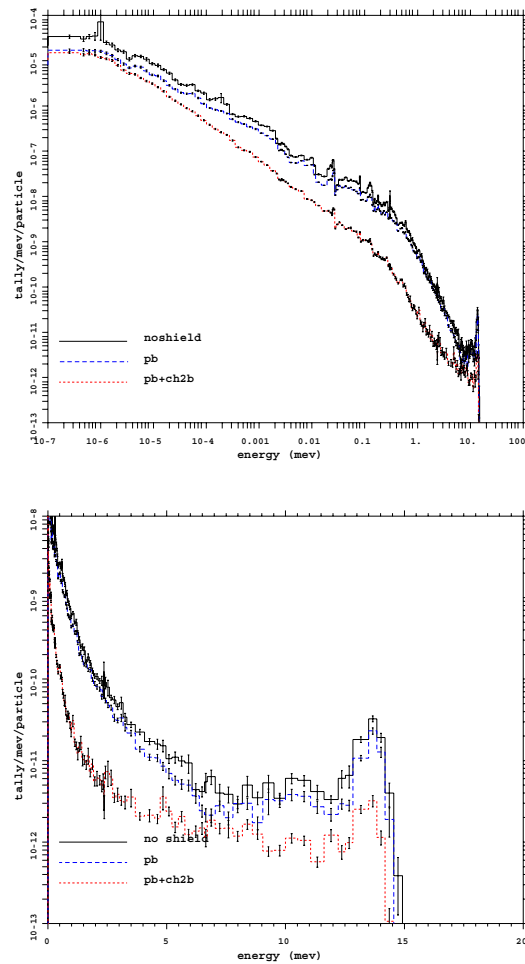 10-4
10-5
10-6
10-7
10-8
10-9
10-10
10-11
10-12
10-13
tally/mev/particle
noshield
pb
pb+ch2b
10-7 10-6 10-5 10-4 0.001 0.01 0.1 1. 10. 100
energy (mev)
10-8
10-9
10-10
10-11
10-12
10-13
tally/mev/particle
no shield
pb
pb+ch2b
0 5 10 15 20
energy (mev)